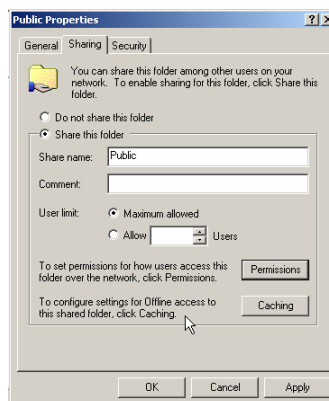 Public Properties
General Sharing Security
You can share this folder among other users on your
network. To enable sharing for this folder, click Share this
folder.
Do not share this folder
Share this folder
Share name: Public
Comment:
User limit: Maximum allowed
Allow Users
To set permissions for how users access this
folder over the network, click Permissions.
Permissions
To configure settings for Offline access to
this shared folder, click Caching.
Caching
OK Cancel Apply